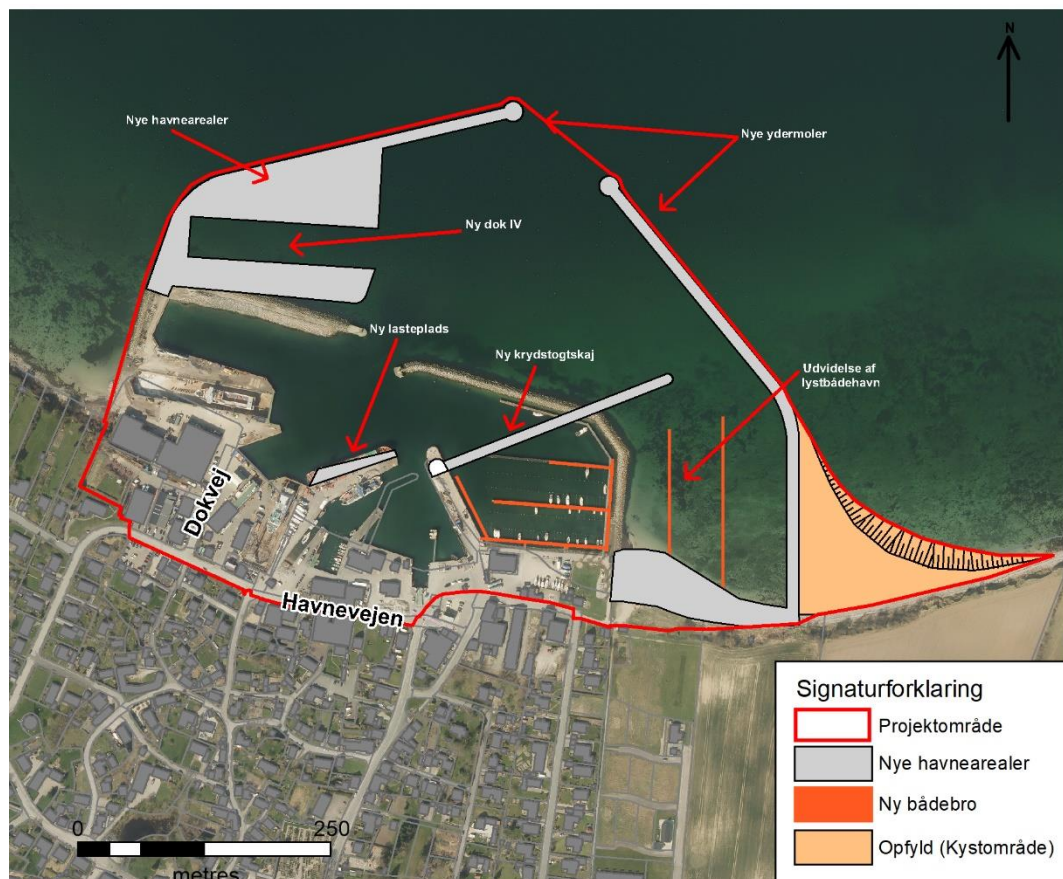 N
Nye havnearealer
Nye ydermoler
Ny dok IV
Ny lasteplads
Ny krydstogtskaj
Udvidelse af
lystbådehavn
Dokvej
Havnevejen
Signaturforklaring
Projektområde
Nye havnearealer
Ny bådebro
Opfyld (Kystområde)
0
250
metres